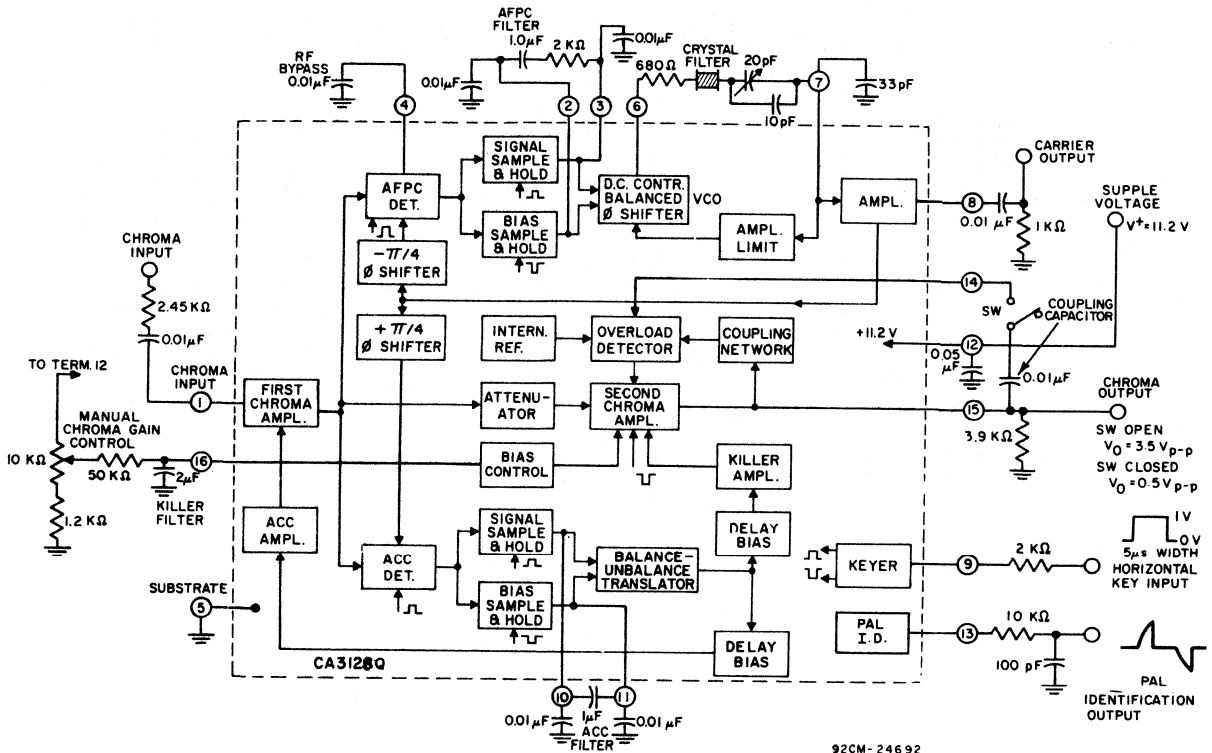 AFPC
FILTER
1.0µF
2 KΩ
0.01µF
RF
BYPASS
0.01µF
0.01µF
680Ω
CRYSTAL
FILTER
20pF
10pF
33pF
4
2
3
6
7
SIGNAL
SAMPLE
& HOLD
AFPC
DET.
BIAS
SAMPLE
& HOLD
D.C. CONTR.
BALANCED
Ø SHIFTER
VCO
AMPL.
AMPL.
LIMIT
8
0.01 µF
CARRIER
OUTPUT
1KΩ
SUPPLE
VOLTAGE
V+=11.2 V
-π/4
Ø SHIFTER
+π/4
Ø SHIFTER
CHROMA
INPUT
2.45KΩ
0.01µF
CHROMA
INPUT
1
TO TERM. 12
MANUAL
CHROMA GAIN
CONTROL
10 KΩ
50 KΩ
2µF
16
KILLER
FILTER
1.2 KΩ
FIRST
CHROMA
AMPL.
INTERN.
REF.
OVERLOAD
DETECTOR
COUPLING
NETWORK
ATTENU-
ATOR
SECOND
CHROMA
AMPL.
BIAS
CONTROL
KILLER
AMPL.
14
SW
COUPLING
CAPACITOR
+11.2 V
12
0.05
µF
0.01µF
15
3.9 KΩ
CHROMA
OUTPUT
SW OPEN
VO = 3.5 Vp-p
SW CLOSED
VO = 0.5 Vp-p
ACC
AMPL.
ACC
DET.
SIGNAL
SAMPLE
& HOLD
BIAS
SAMPLE
& HOLD
BALANCE-
UNBALANCE
TRANSLATOR
DELAY
BIAS
DELAY
BIAS
KEYER
9
2 KΩ
1 V
0 V
5µs WIDTH
HORIZONTAL
KEY INPUT
PAL
I.D.
13
10 KΩ
100 pF
PAL
IDENTIFICATION
OUTPUT
SUBSTRATE
5
CA3128Q
10
11
0.01µF
1µF
0.01 µF
ACC
FILTER
92CM-24692